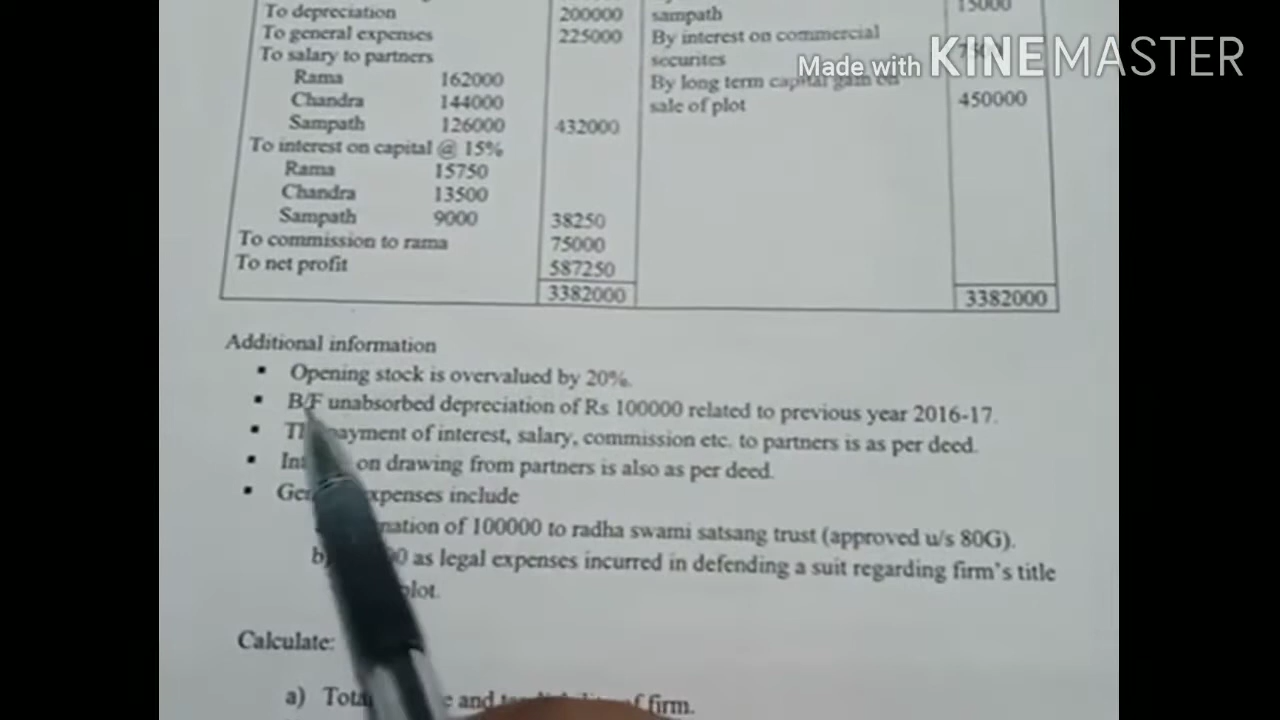 To depreciation 200000 sampath 15000
To general expenses 225000 By interest on commercial
To salary to partners securites
Rama 162000 By long term capital gain on
Chandra 144000 sale of plot 450000
Sampath 126000 432000
To interest on capital @ 15%
Rama 15750
Chandra 13500
Sampath 9000 38250
To commission to rama 75000
To net profit 587250
3382000 3382000
Made with KINEMASTER
Additional information
▪ Opening stock is overvalued by 20%.
▪ B/F unabsorbed depreciation of Rs 100000 related to previous year 2016-17.
▪ payment of interest, salary, commission etc. to partners is as per deed.
▪ on drawing from partners is also as per deed.
▪ expenses include
of 100000 to radha swami satsang trust (approved u/s 80G).
b) as legal expenses incurred in defending a suit regarding firm's title
plot.
Calculate:
a) and of firm.